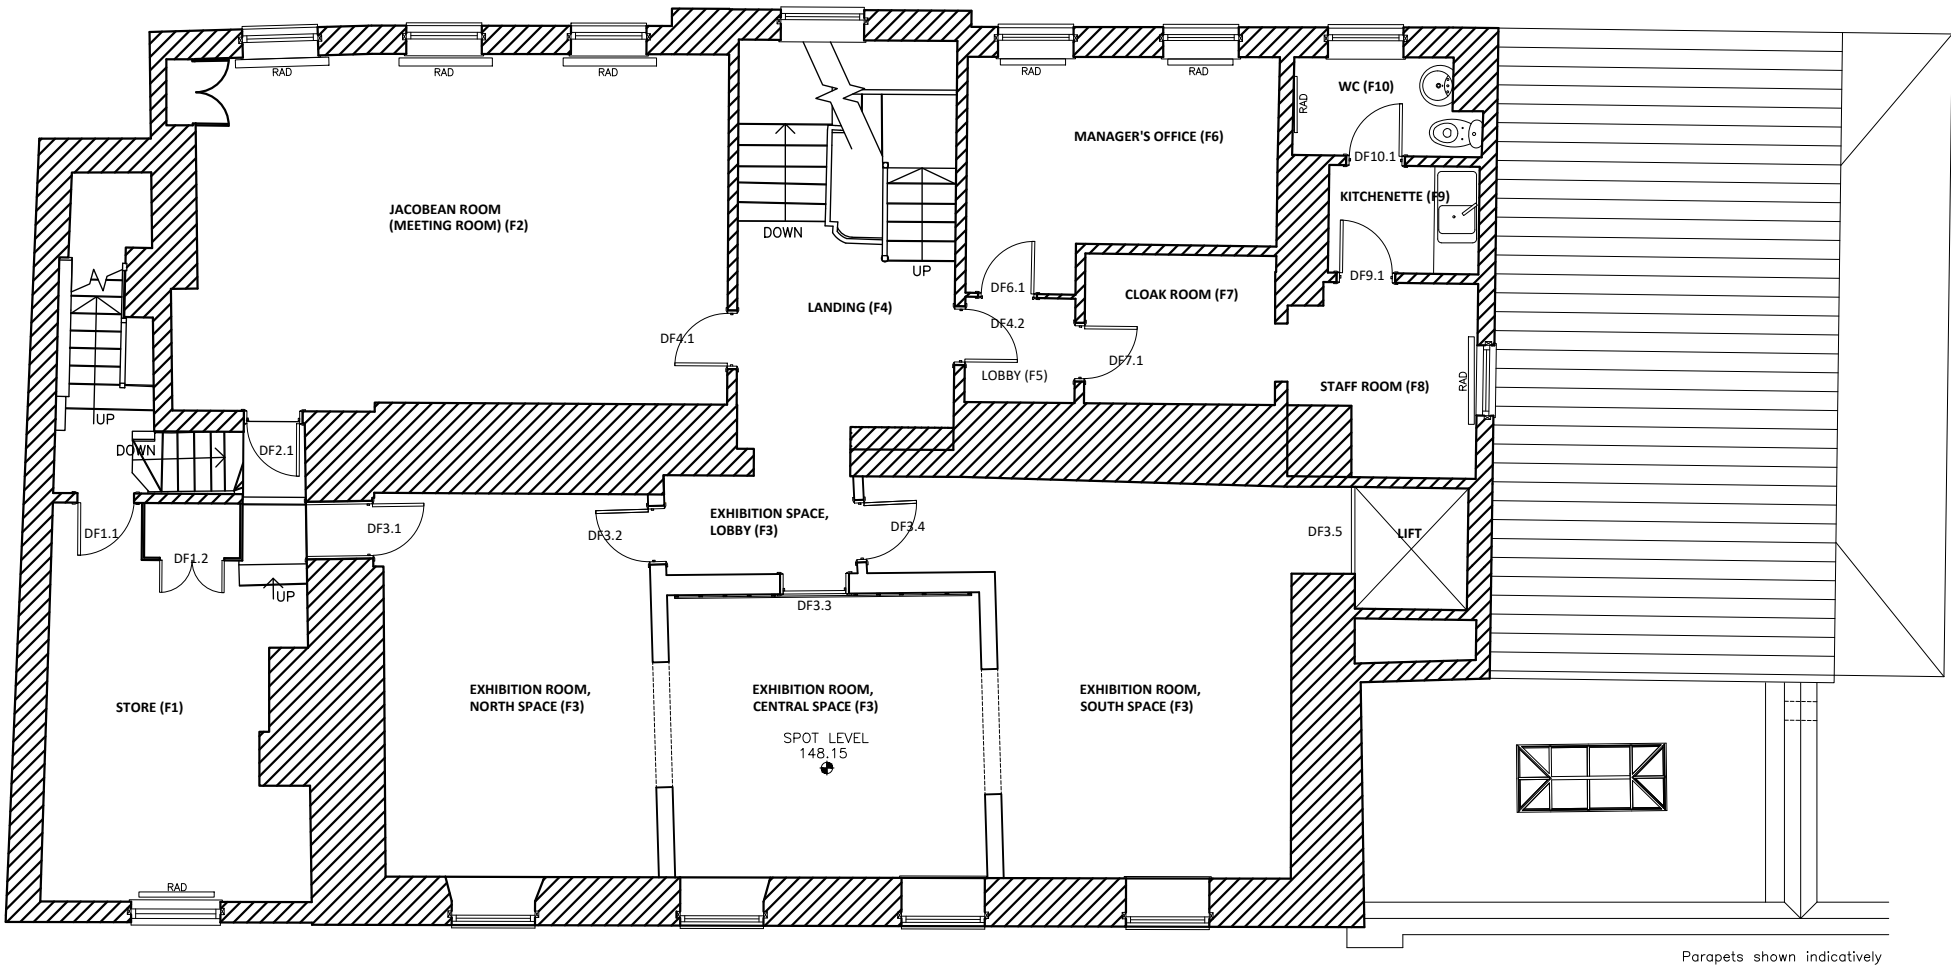 RAD
RAD
RAD
RAD
RAD
RAD
WC (F10)
MANAGER'S OFFICE (F6)
DF10.1
KITCHENETTE (F9)
JACOBEAN ROOM
(MEETING ROOM) (F2)
DOWN
UP
DF9.1
DF6.1
CLOAK ROOM (F7)
LANDING (F4)
DF4.2
DF4.1
DF7.1
LOBBY (F5)
STAFF ROOM (F8)
RAD
UP
DOWN
DF2.1
DF1.1
DF1.2
UP
DF3.1
DF3.2
EXHIBITION SPACE,
LOBBY (F3)
DF3.4
DF3.5
LIFT
DF3.3
STORE (F1)
EXHIBITION ROOM,
NORTH SPACE (F3)
EXHIBITION ROOM,
CENTRAL SPACE (F3)
SPOT LEVEL
148.15
EXHIBITION ROOM,
SOUTH SPACE (F3)
RAD
Parapets shown indicatively